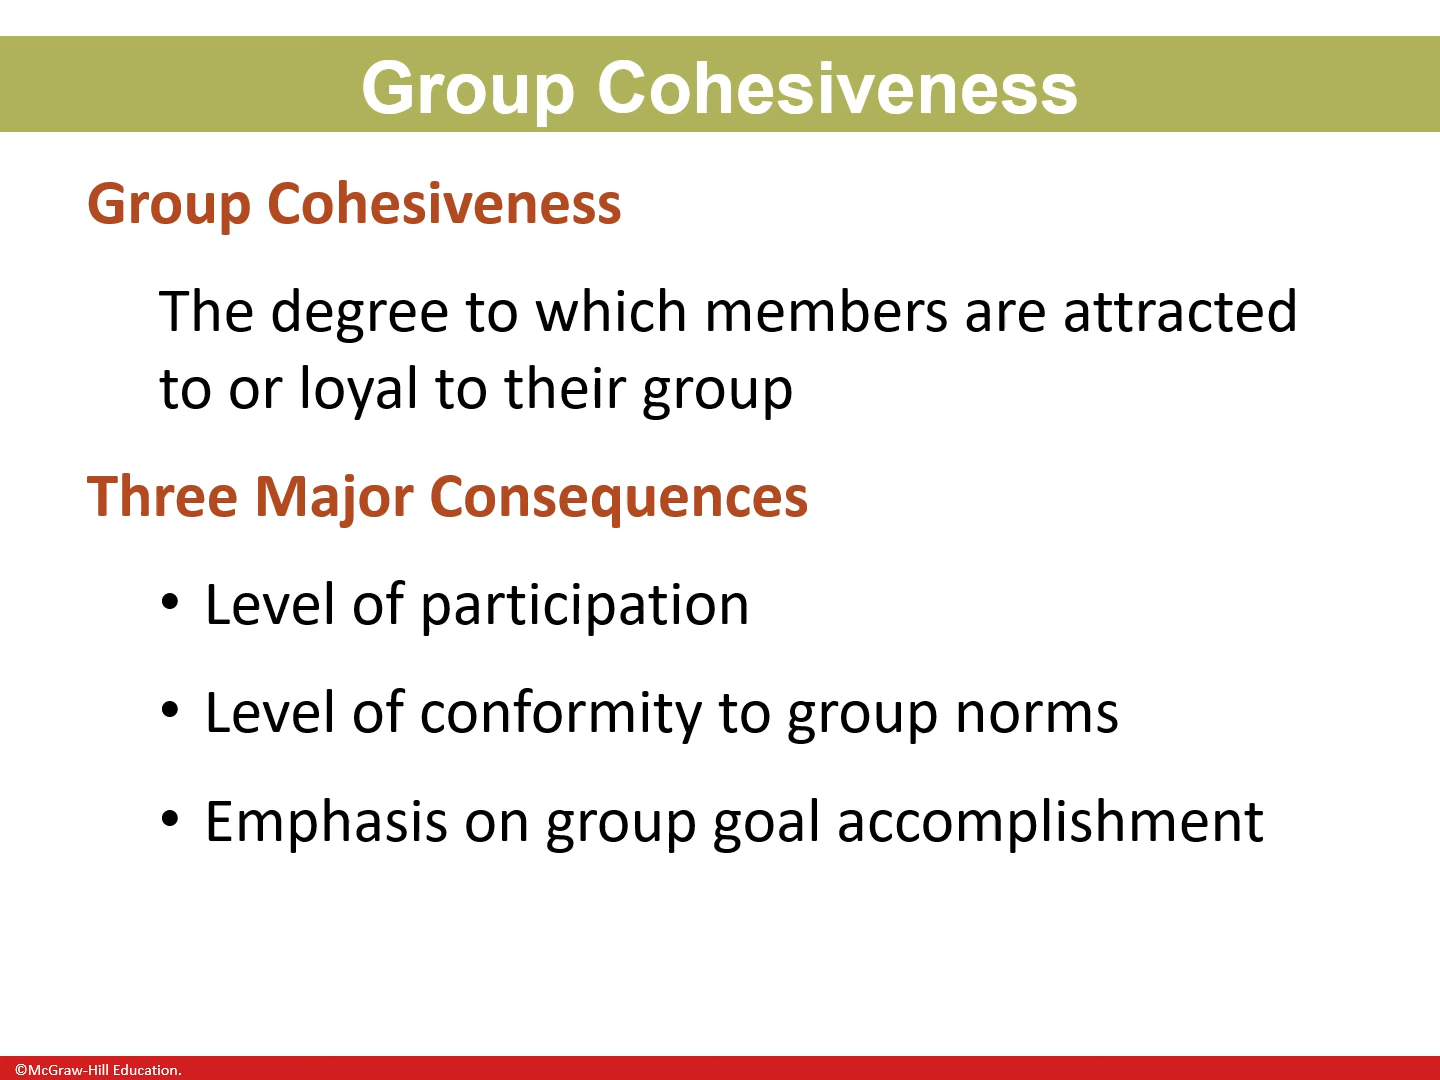 Group Cohesiveness
Group Cohesiveness
The degree to which members are attracted
to or loyal to their group
Three Major Consequences
• Level of participation
• Level of conformity to group norms
• Emphasis on group goal accomplishment
©McGraw-Hill Education.